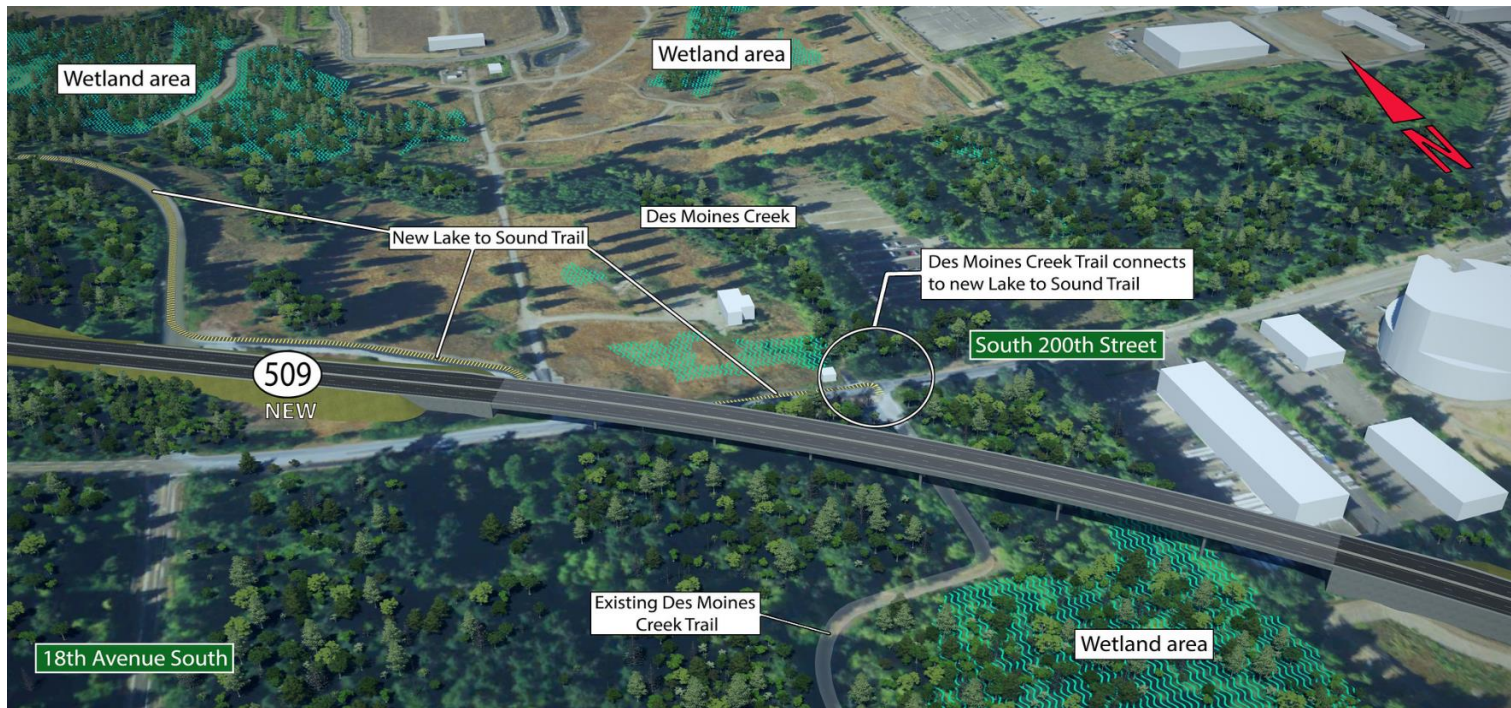 Wetland area
Wetland area
N
Des Moines Creek
New Lake to Sound Trail
Des Moines Creek Trail connects
to new Lake to Sound Trail
South 200th Street
509
NEW
Existing Des Moines
Creek Trail
Wetland area
18th Avenue South